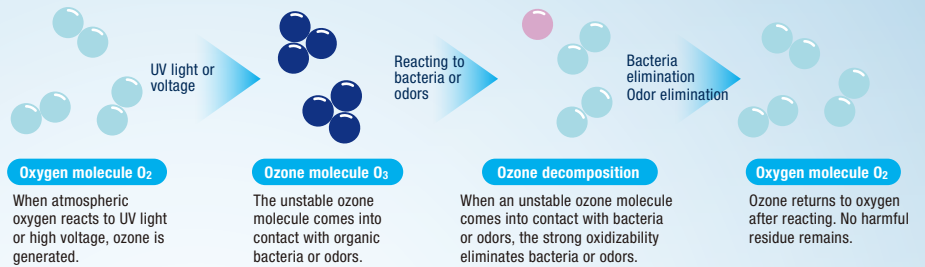 UV light or
voltage
Reacting to
bacteria or
odors
Bacteria
elimination
Odor elimination
Oxygen molecule O2
When atmospheric
oxygen reacts to UV light
or high voltage, ozone is
generated.
Ozone molecule O3
The unstable ozone
molecule comes into
contact with organic
bacteria or odors.
Ozone decomposition
When an unstable ozone molecule
comes into contact with bacteria
or odors, the strong oxidizability
eliminates bacteria or odors.
Oxygen molecule O2
Ozone returns to oxygen
after reacting. No harmful
residue remains.